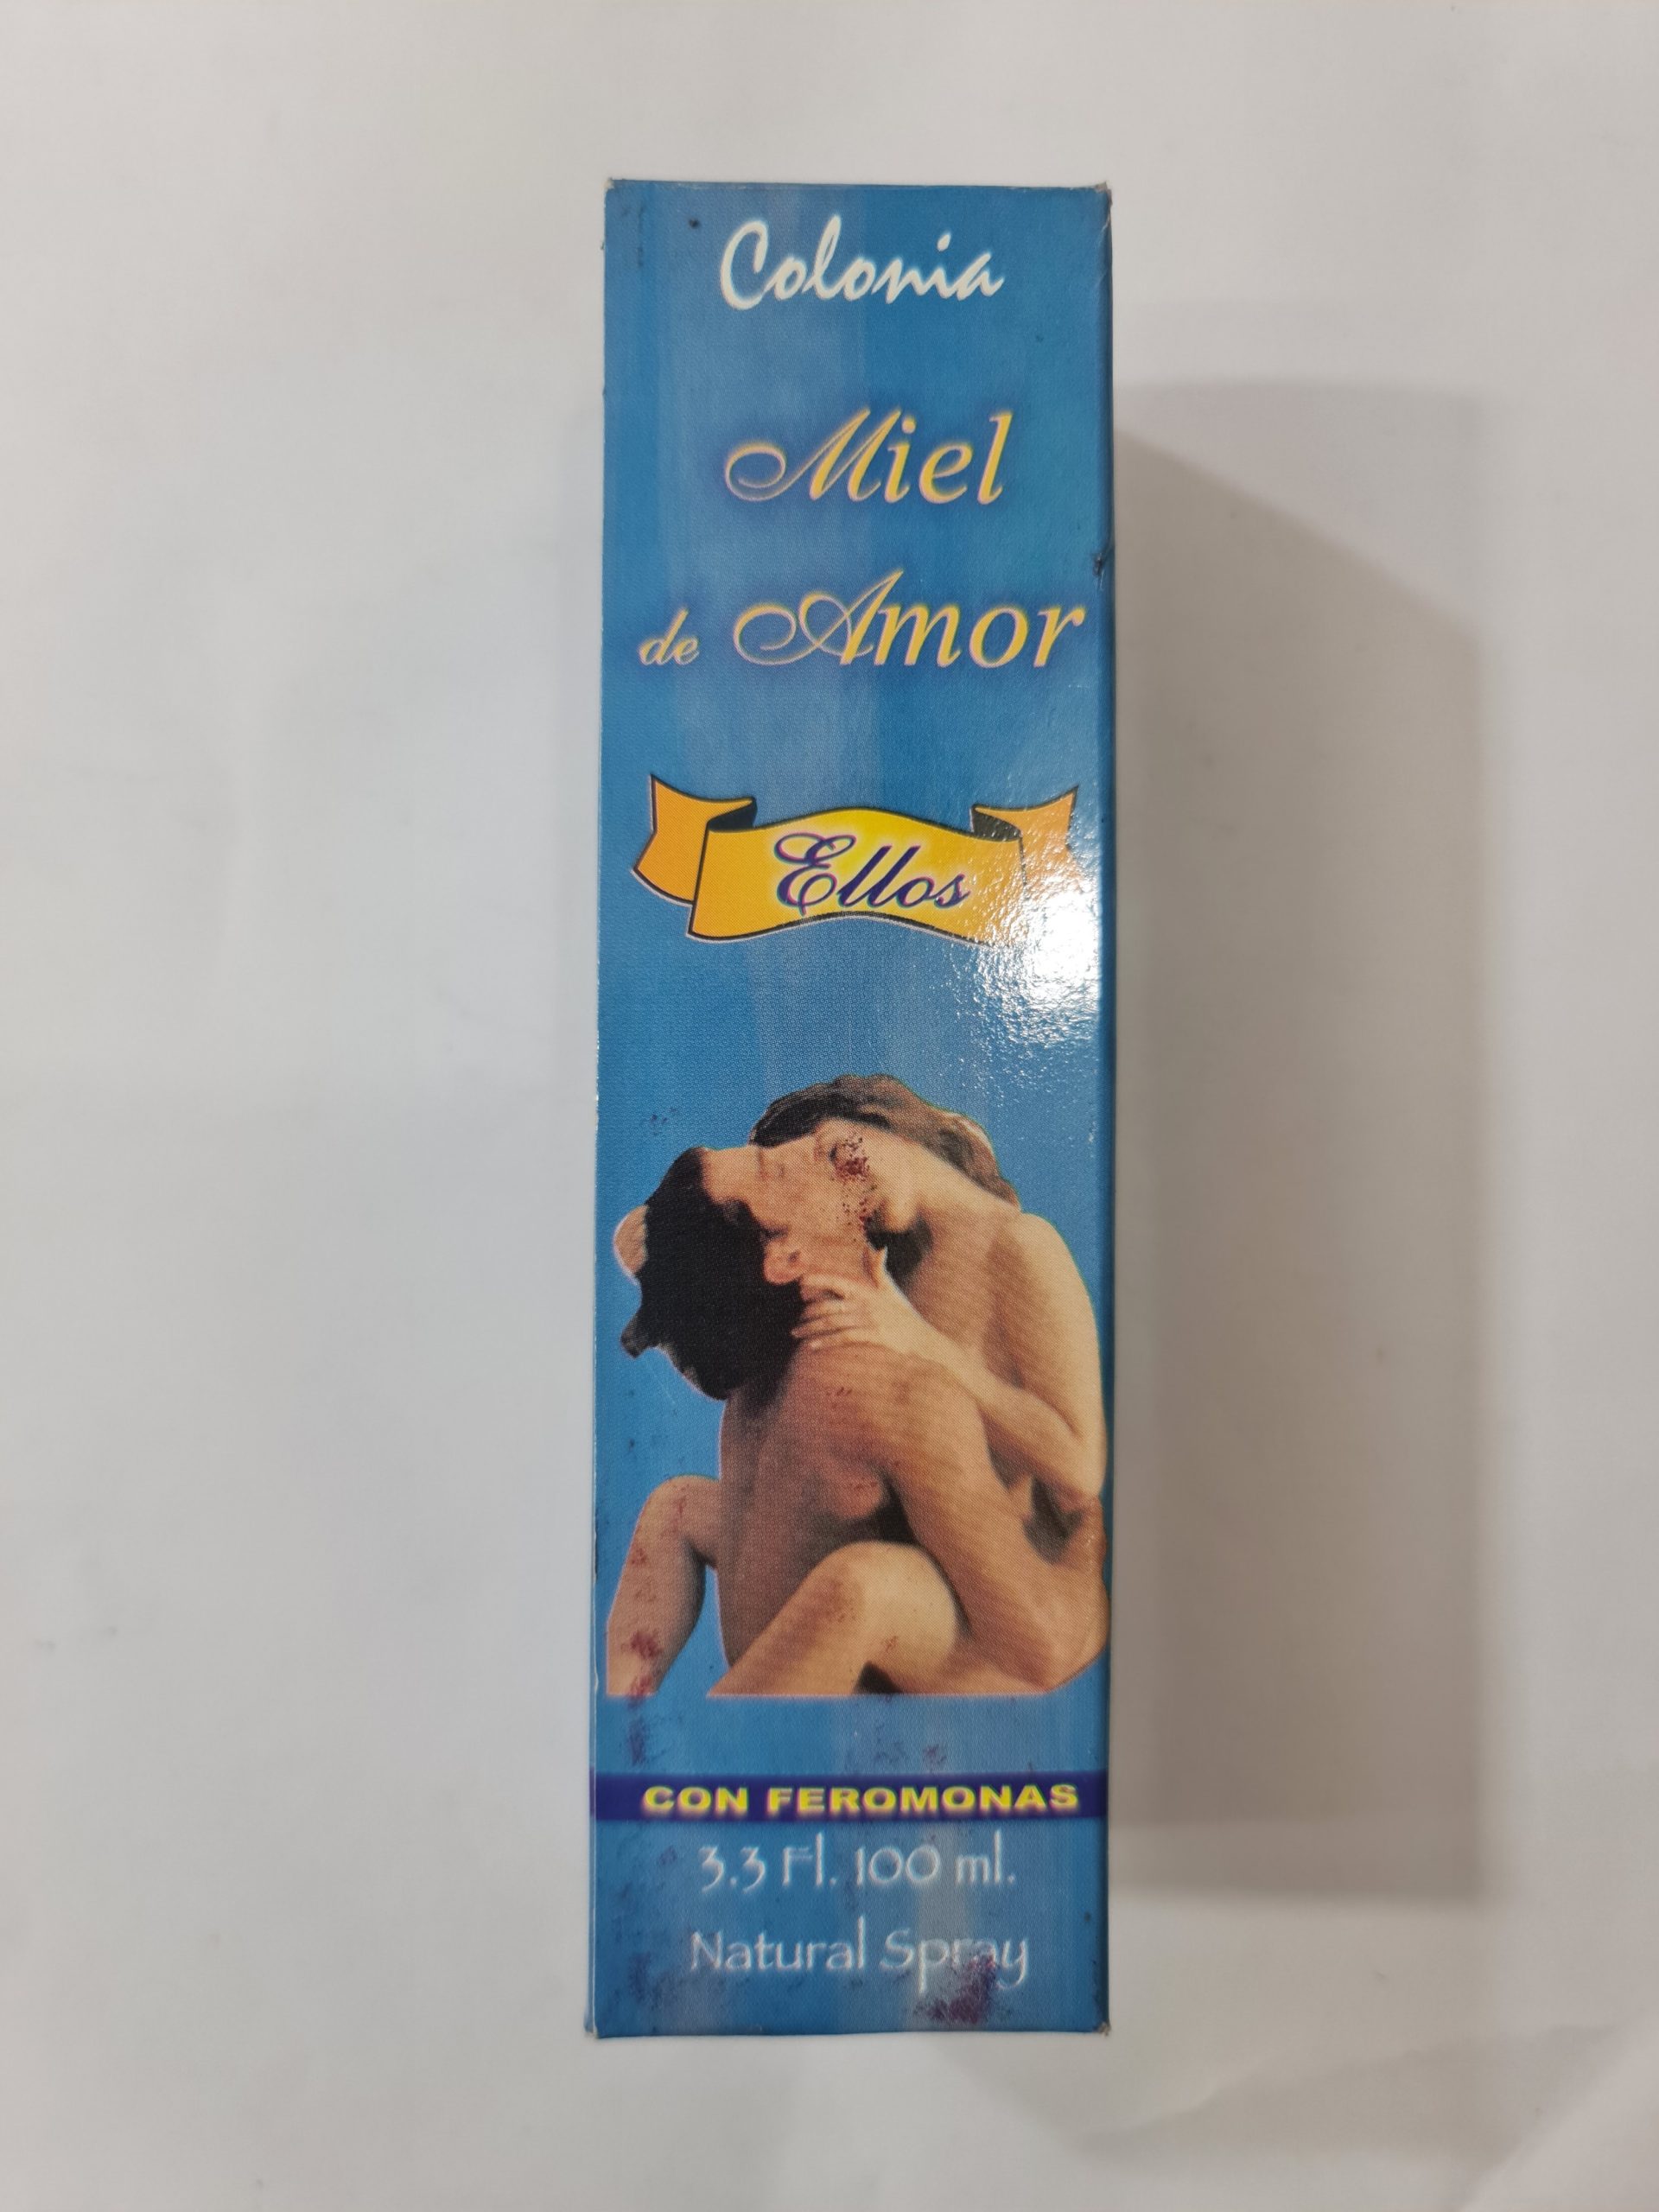 Colonia
Miel
de Amor
Ellos
CON FEROMONAS
3.3 Fl. 100 ml.
Natural Spray